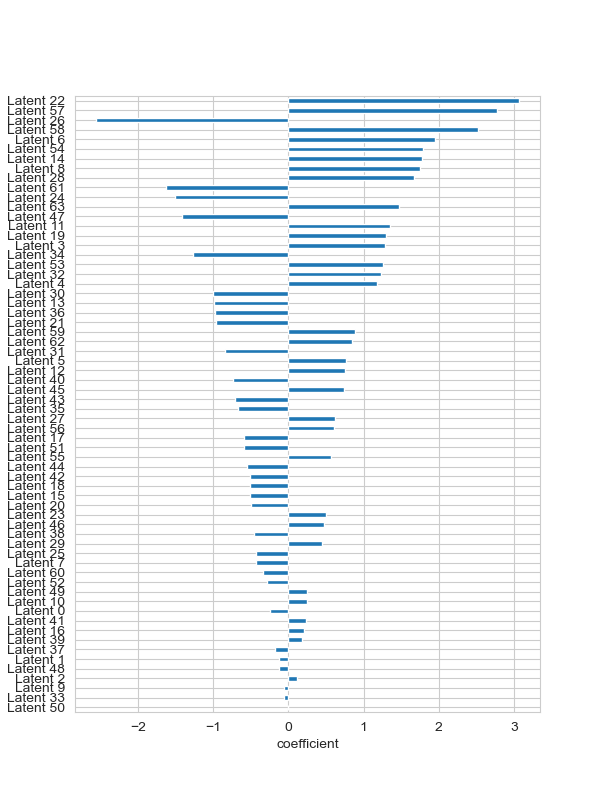 Latent 22
Latent 57
Latent 26
Latent 58
Latent 6
Latent 54
Latent 14
Latent 8
Latent 28
Latent 61
Latent 24
Latent 63
Latent 47
Latent 11
Latent 19
Latent 3
Latent 34
Latent 53
Latent 32
Latent 4
Latent 30
Latent 13
Latent 36
Latent 21
Latent 59
Latent 62
Latent 31
Latent 5
Latent 12
Latent 40
Latent 45
Latent 43
Latent 35
Latent 27
Latent 56
Latent 17
Latent 51
Latent 55
Latent 44
Latent 42
Latent 18
Latent 15
Latent 20
Latent 23
Latent 46
Latent 38
Latent 29
Latent 25
Latent 7
Latent 60
Latent 52
Latent 49
Latent 10
Latent 0
Latent 41
Latent 16
Latent 39
Latent 37
Latent 1
Latent 48
Latent 2
Latent 9
Latent 33
Latent 50
−2 −1 0 1 2 3
coefficient